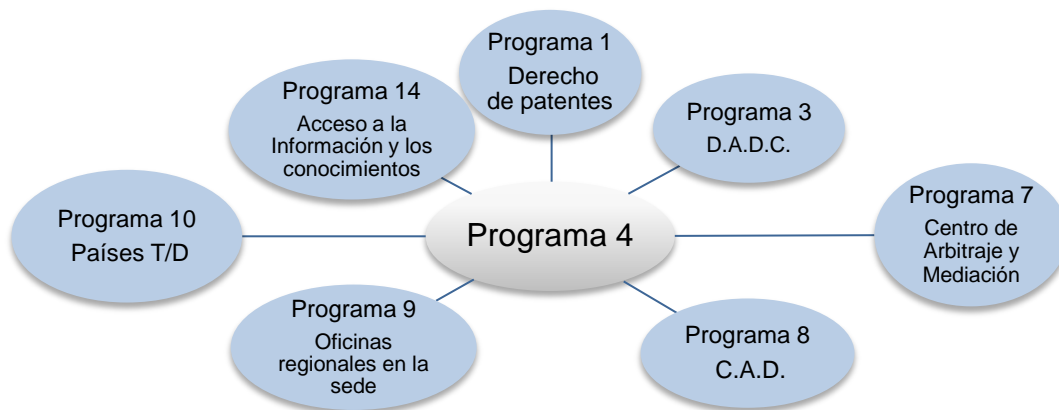 Programa 1
Derecho
de patentes
Programa 14
Acceso a la
Información y los
conocimientos
Programa 3
D.A.D.C.
Programa 10
Países T/D
Programa 4
Programa 7
Centro de
Arbitraje y
Mediación
Programa 9
Oficinas
regionales en la
sede
Programa 8
C.A.D.